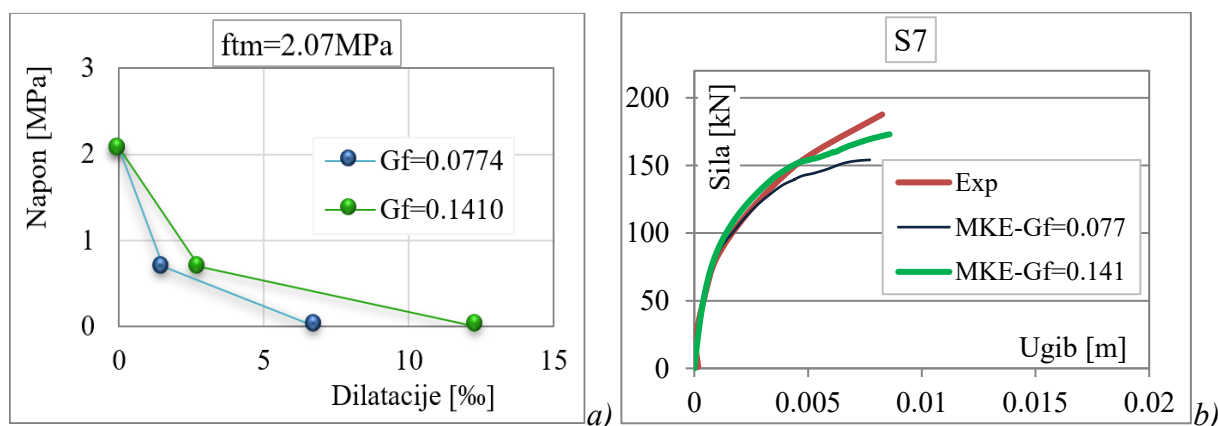 ftm=2.07MPa
Napon [MPa]
3
2
1
0
0 5 10 15
Dilatacije [‰]
Gf=0.0774
Gf=0.1410
a)
S7
Sila [kN]
200
150
100
50
0
0 0.005 0.01 0.015 0.02
Ugib [m]
Exp
MKE-Gf=0.077
MKE-Gf=0.141
b)